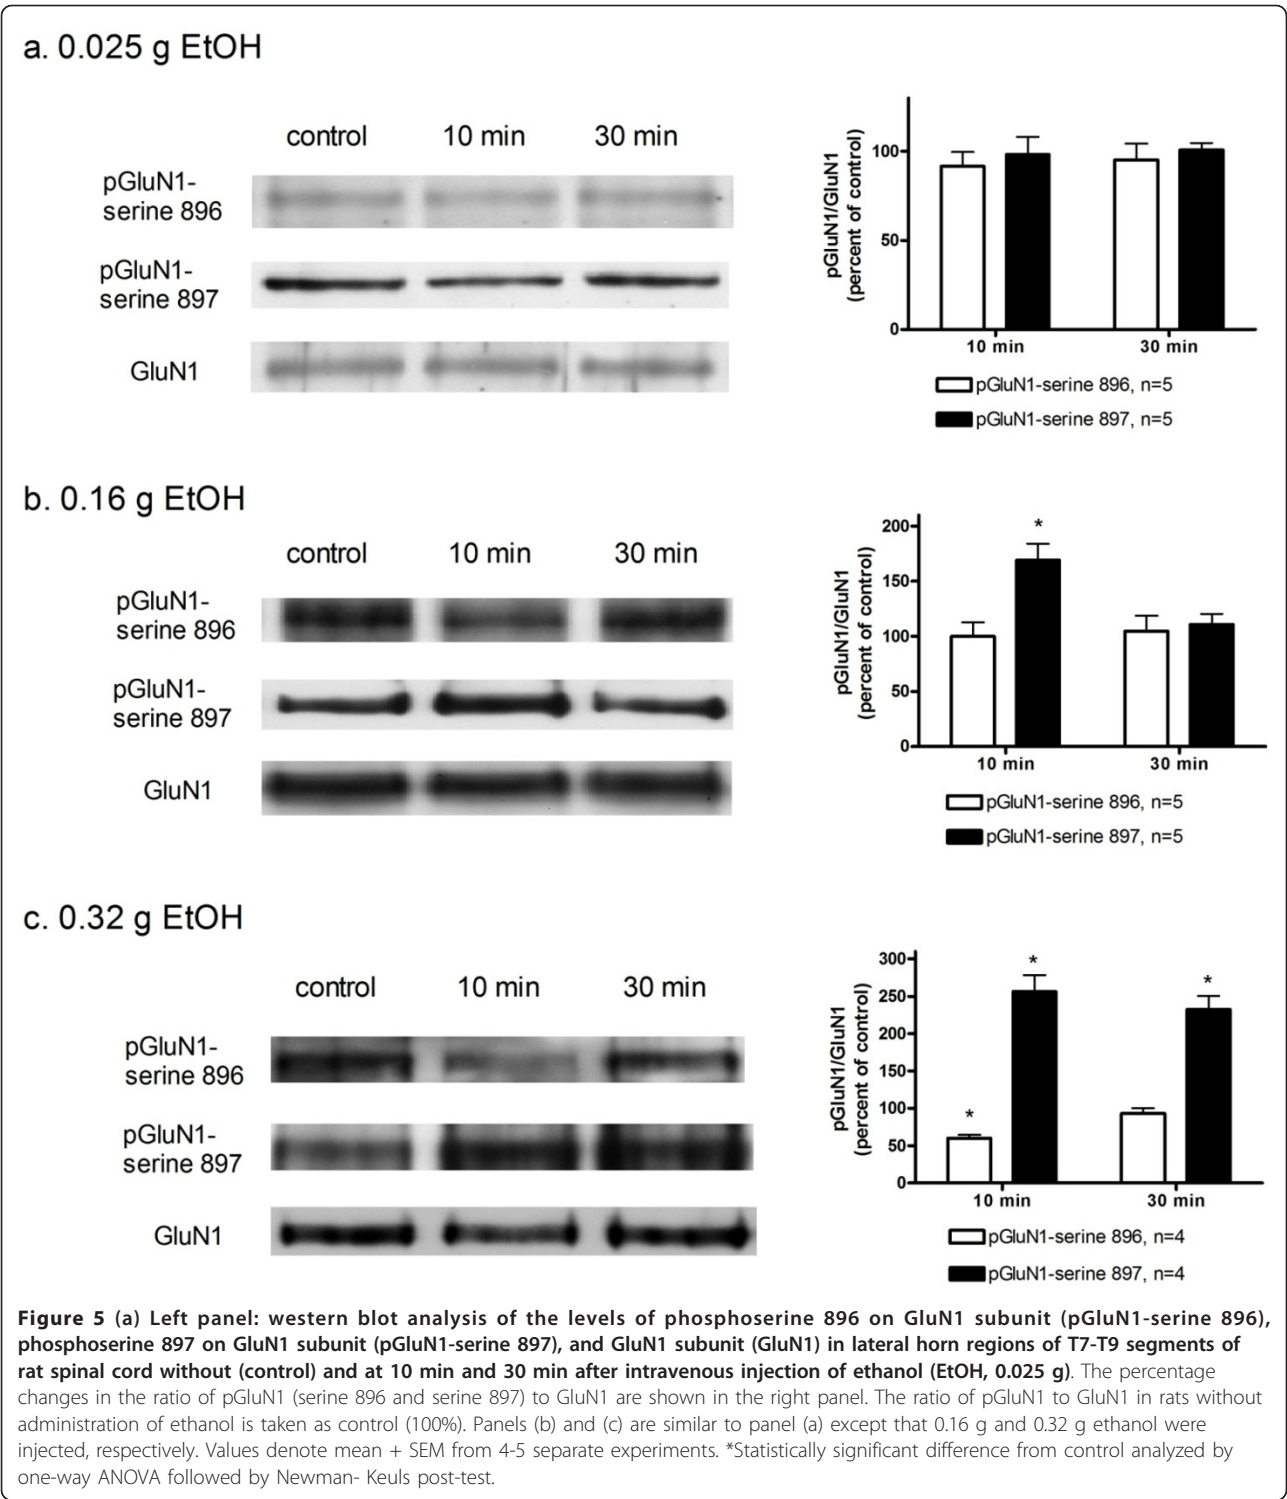 a. 0.025 g EtOH
control 10 min 30 min
pGluN1-
serine 896
pGluN1-
serine 897
GluN1
pGluN1/GluN1
(percent of control)
100
50
0
10 min 30 min
pGluN1-serine 896, n=5
pGluN1-serine 897, n=5
b. 0.16 g EtOH
control 10 min 30 min
pGluN1-
serine 896
pGluN1-
serine 897
GluN1
pGluN1/GluN1
(percent of control)
200
150
100
50
0
*
10 min 30 min
pGluN1-serine 896, n=5
pGluN1-serine 897, n=5
c. 0.32 g EtOH
control 10 min 30 min
pGluN1-
serine 896
pGluN1-
serine 897
GluN1
pGluN1/GluN1
(percent of control)
300
250
200
150
100
50
0
* * *
10 min 30 min
pGluN1-serine 896, n=4
pGluN1-serine 897, n=4
Figure 5 (a) Left panel: western blot analysis of the levels of phosphoserine 896 on GluN1 subunit (pGluN1-serine 896),
phosphoserine 897 on GluN1 subunit (pGluN1-serine 897), and GluN1 subunit (GluN1) in lateral horn regions of T7-T9 segments of
rat spinal cord without (control) and at 10 min and 30 min after intravenous injection of ethanol (EtOH, 0.025 g). The percentage
changes in the ratio of pGluN1 (serine 896 and serine 897) to GluN1 are shown in the right panel. The ratio of pGluN1 to GluN1 in rats without
administration of ethanol is taken as control (100%). Panels (b) and (c) are similar to panel (a) except that 0.16 g and 0.32 g ethanol were
injected, respectively. Values denote mean + SEM from 4-5 separate experiments. *Statistically significant difference from control analyzed by
one-way ANOVA followed by Newman- Keuls post-test.